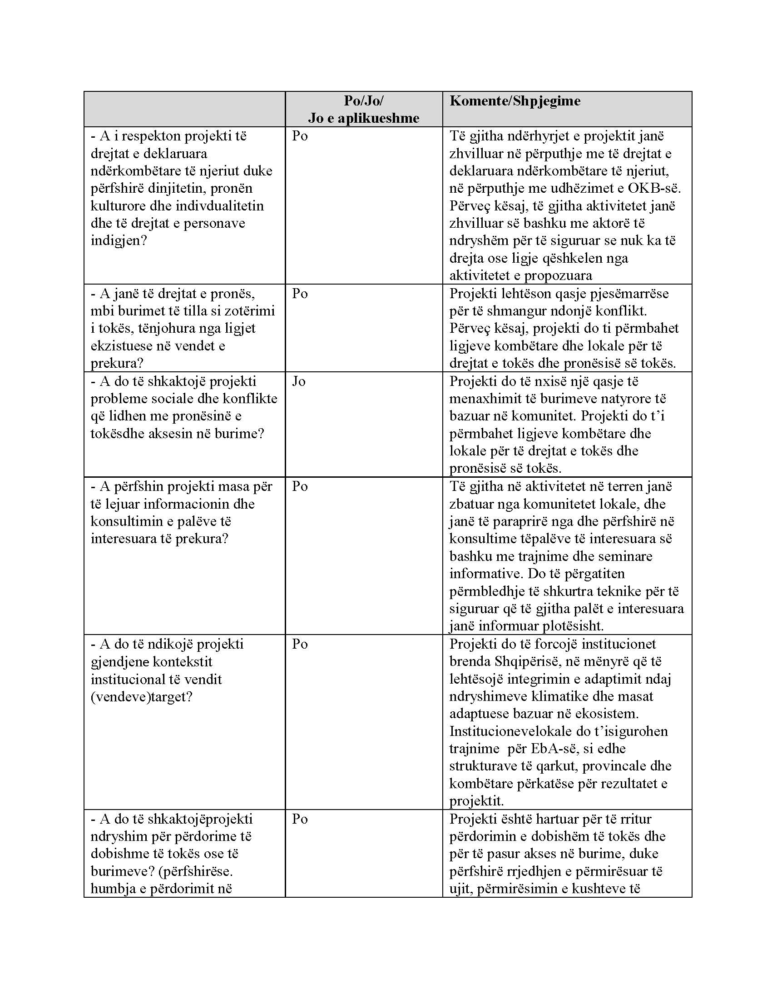 Po/Jo/
Jo e aplikueshme
Komente/Shpjegime
- A i respekton projekti të
drejtat e deklaruara
ndërkombëtare të njeriut duke
përfshirë dinjitetin, pronën
kulturore dhe indivdualitetin
dhe të drejtat e personave
indigjen?
Po
Të gjitha ndërhyrjet e projektit janë
zhvilluar në përputhje me të drejtat e
deklaruara ndërkombëtare të njeriut,
në përputhje me udhëzimet e OKB-së.
Përveç kësaj, të gjitha aktivitetet janë
zhvilluar së bashku me aktorë të
ndryshëm për të siguruar se nuk ka të
drejta ose ligje qëshkelen nga
aktivitetet e propozuara
- A janë të drejtat e pronës,
mbi burimet të tilla si zotërimi
i tokës, tënjohura nga ligjet
ekzistuese në vendet e
prekura?
Po
Projekti lehtëson qasje pjesëmarrëse
për të shmangur ndonjë konflikt.
Përveç kësaj, projekti do ti përmbahet
ligjeve kombëtare dhe lokale për të
drejtat e tokës dhe pronësisë së tokës.
- A do të shkaktojë projekti
probleme sociale dhe konflikte
që lidhen me pronësinë e
tokësdhe aksesin në burime?
Jo
Projekti do të nxisë një qasje të
menaxhimit të burimeve natyrore të
bazuar në komunitet. Projekti do t’i
përmbahet ligjeve kombëtare dhe
lokale për të drejtat e tokës dhe
pronësisë së tokës.
- A përfshin projekti masa për
të lejuar informacionin dhe
konsultimin e palëve të
interesuara të prekura?
Po
Të gjitha në aktivitetet në terren janë
zbatuar nga komunitetet lokale, dhe
janë të paraprirë nga dhe përfshirë në
konsultime tëpalëve të interesuara së
bashku me trajnime dhe seminare
informative. Do të përgatiten
përmbledhje të shkurtra teknike për të
siguruar që të gjitha palët e interesuara
janë informuar plotësisht.
- A do të ndikojë projekti
gjendjene kontekstit
institucional të vendit
(vendeve)target?
Po
Projekti do të forcojë institucionet
brenda Shqipërisë, në mënyrë që të
lehtësojë integrimin e adaptimit ndaj
ndryshimeve klimatike dhe masat
adaptuese bazuar në ekosistem.
Institucionevelokale do t’isigurohen
trajnime  për EbA-së, si edhe
strukturave të qarkut, provinciale dhe
kombëtare përkatëse për rezultatet e
projektit.
- A do të shkaktojëprojekti
ndryshim për përdorime të
dobishme të tokës ose të
burimeve? (përfshirëse.
humbja e përdorimit në
Po
Projekti është hartuar për të rritur
përdorimin e dobishëm të tokës dhe
për të pasur akses në burime, duke
përfshirë rrjedhjen e përmirësuar të
ujit, përmirësimin e kushteve të